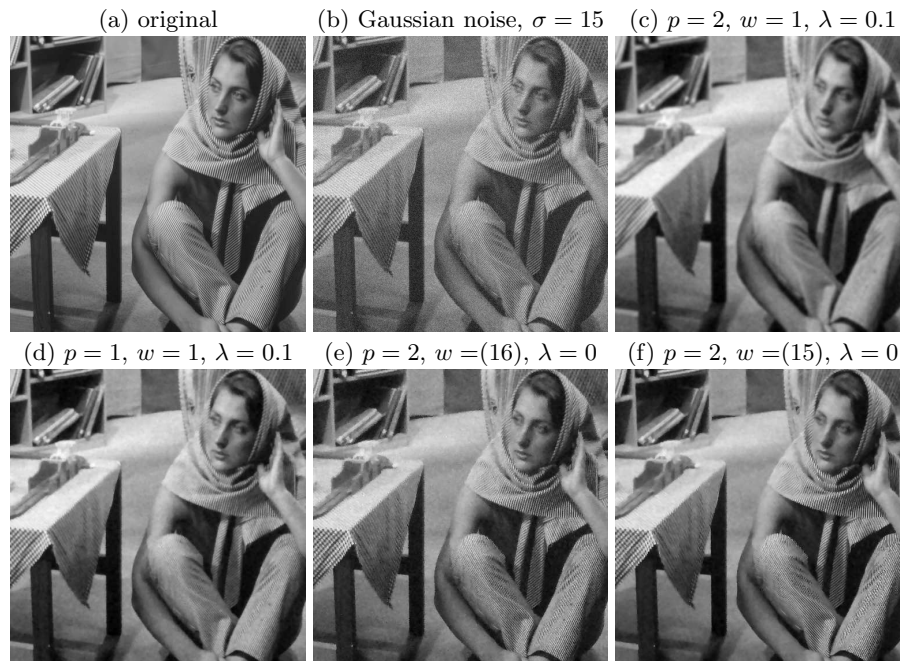 (a) original
(b) Gaussian noise, σ = 15
(c) p = 2, w = 1, λ = 0.1
(d) p = 1, w = 1, λ = 0.1
(e) p = 2, w =(16), λ = 0
(f) p = 2, w =(15), λ = 0